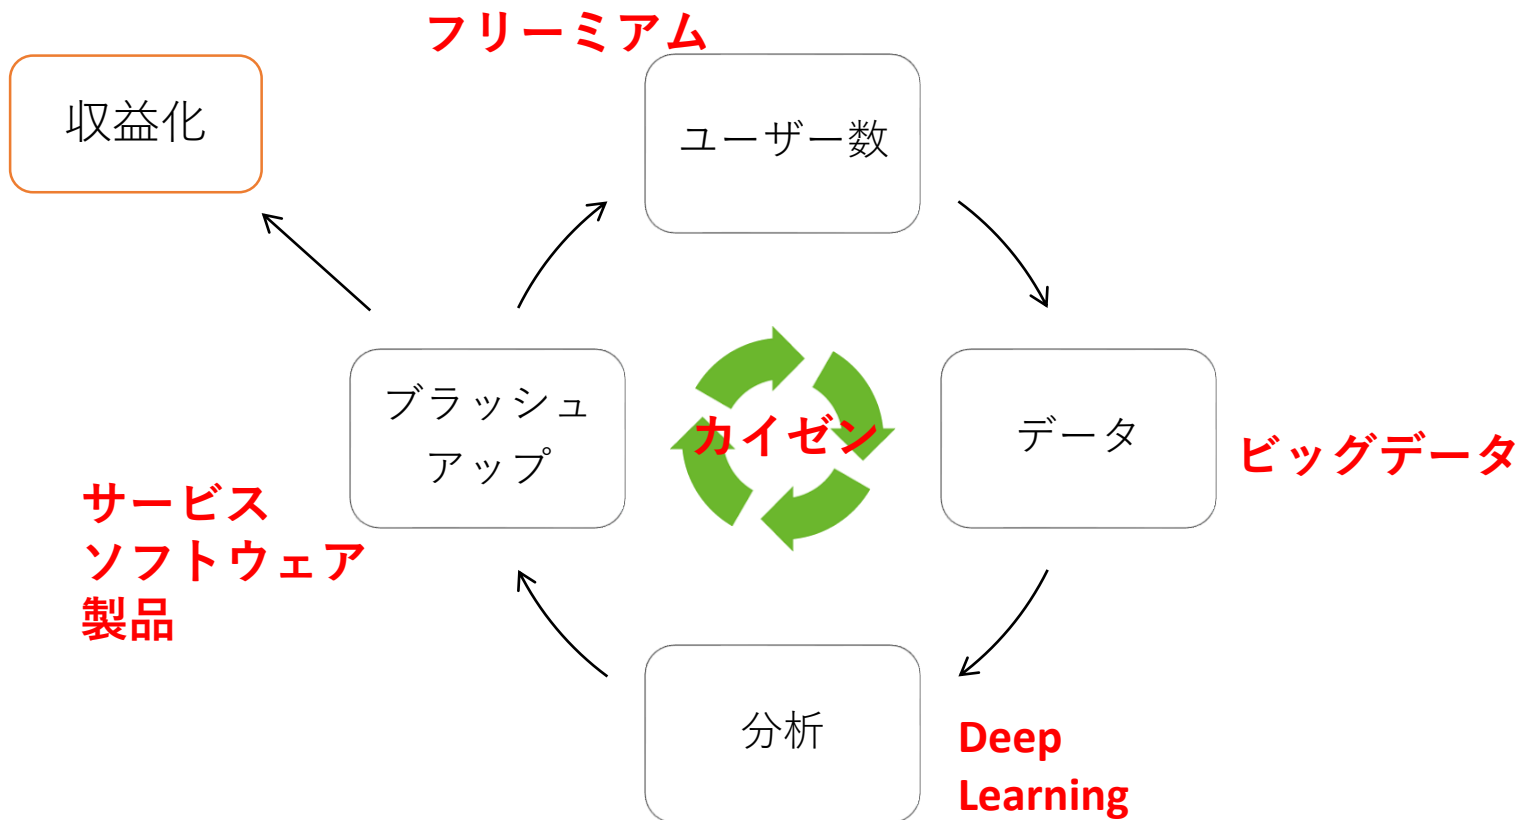 フリーミアム
収益化
ユーザー数
ブラッシュ
アップ
カイゼン
データ
ビッグデータ
サービス
ソフトウェア
製品
分析
Deep
Learning